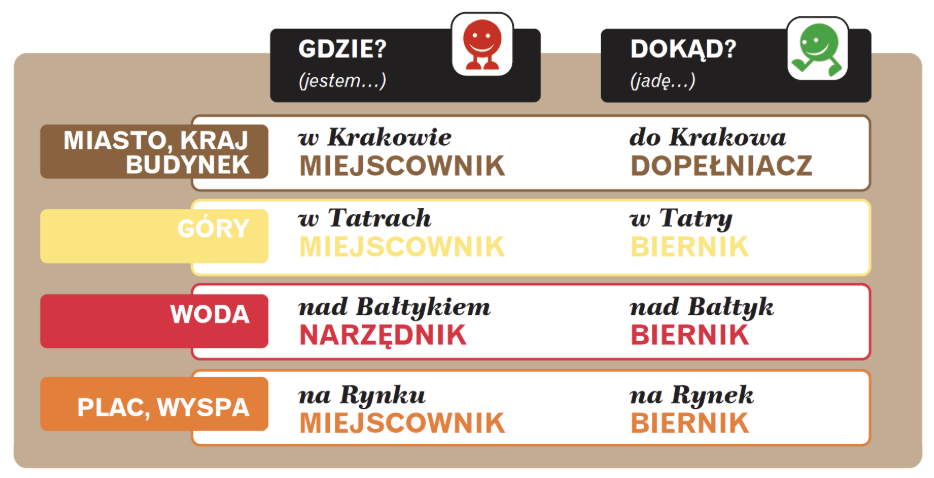 GDZIE?
(jestem...)
DOKĄD?
(jadę...)
MIASTO, KRAJ
BUDYNEK
w Krakowie
MIEJSCOWNIK
do Krakowa
DOPEŁNIACZ
GÓRY
w Tatrach
MIEJSCOWNIK
w Tatry
BIERNIK
WODA
nad Bałtykiem
NARZĘDNIK
nad Bałtyk
BIERNIK
PLAC, WYSPA
na Rynku
MIEJSCOWNIK
na Rynek
BIERNIK